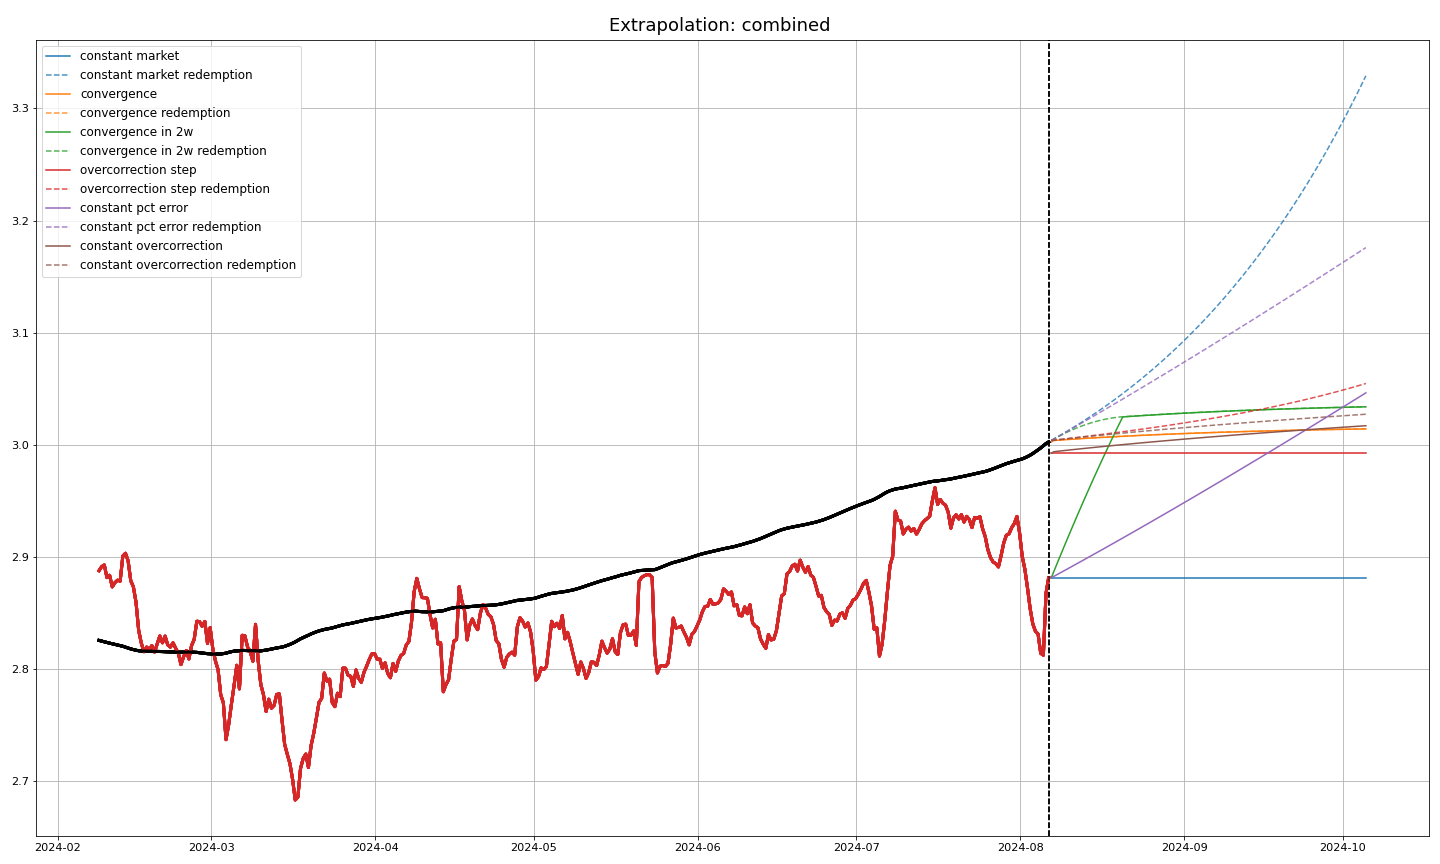 Extrapolation: combined
constant market
constant market redemption
convergence
convergence redemption
convergence in 2w
convergence in 2w redemption
overcorrection step
overcorrection step redemption
constant pct error
constant pct error redemption
constant overcorrection
constant overcorrection redemption
3.3
3.2
3.1
3.0
2.9
2.8
2.7
2024-02 2024-03 2024-04 2024-05 2024-06 2024-07 2024-08 2024-09 2024-10